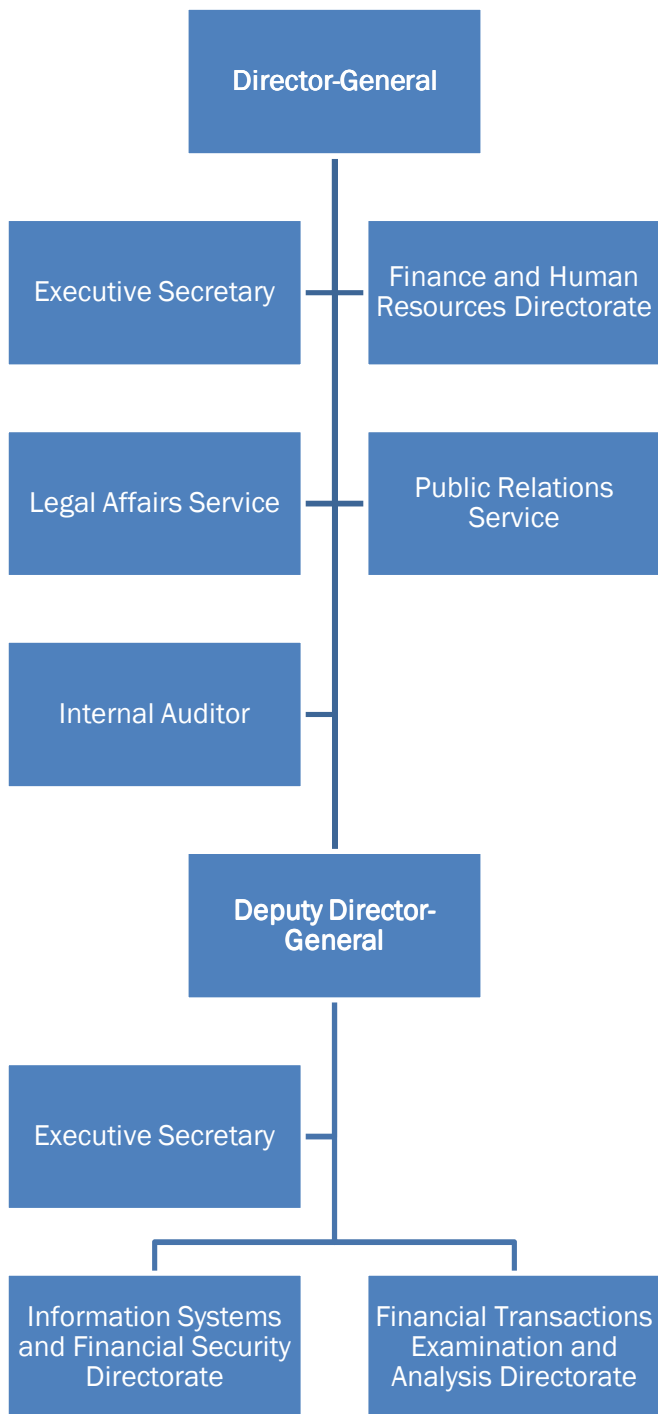 Director-General
Executive Secretary
Finance and Human
Resources Directorate
Legal Affairs Service
Public Relations
Service
Internal Auditor
Deputy Director-
General
Executive Secretary
Information Systems
and Financial Security
Directorate
Financial Transactions
Examination and
Analysis Directorate